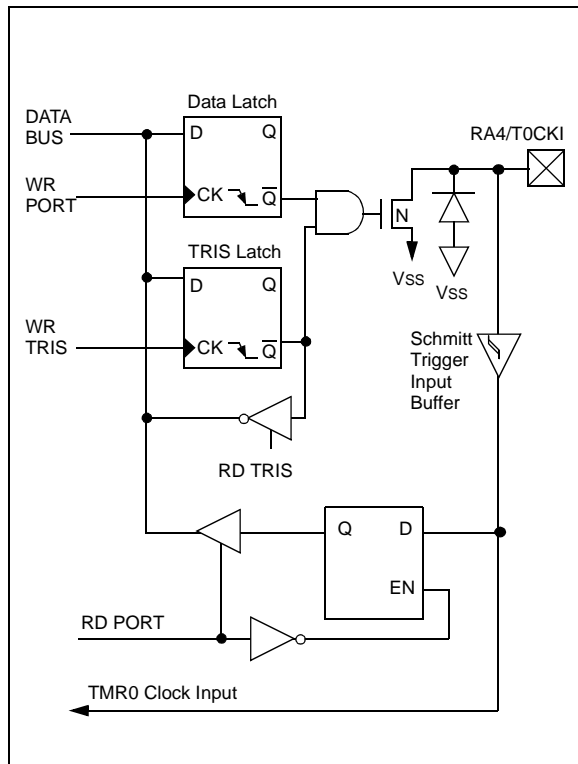 Data Latch
DATA
BUS
D
Q
RA4/T0CKI
WR
PORT
CK
Q̅
N
VSS
VSS
TRIS Latch
D
Q
WR
TRIS
CK
Q̅
Schmitt
Trigger
Input
Buffer
RD TRIS
Q
D
EN
RD PORT
TMR0 Clock Input